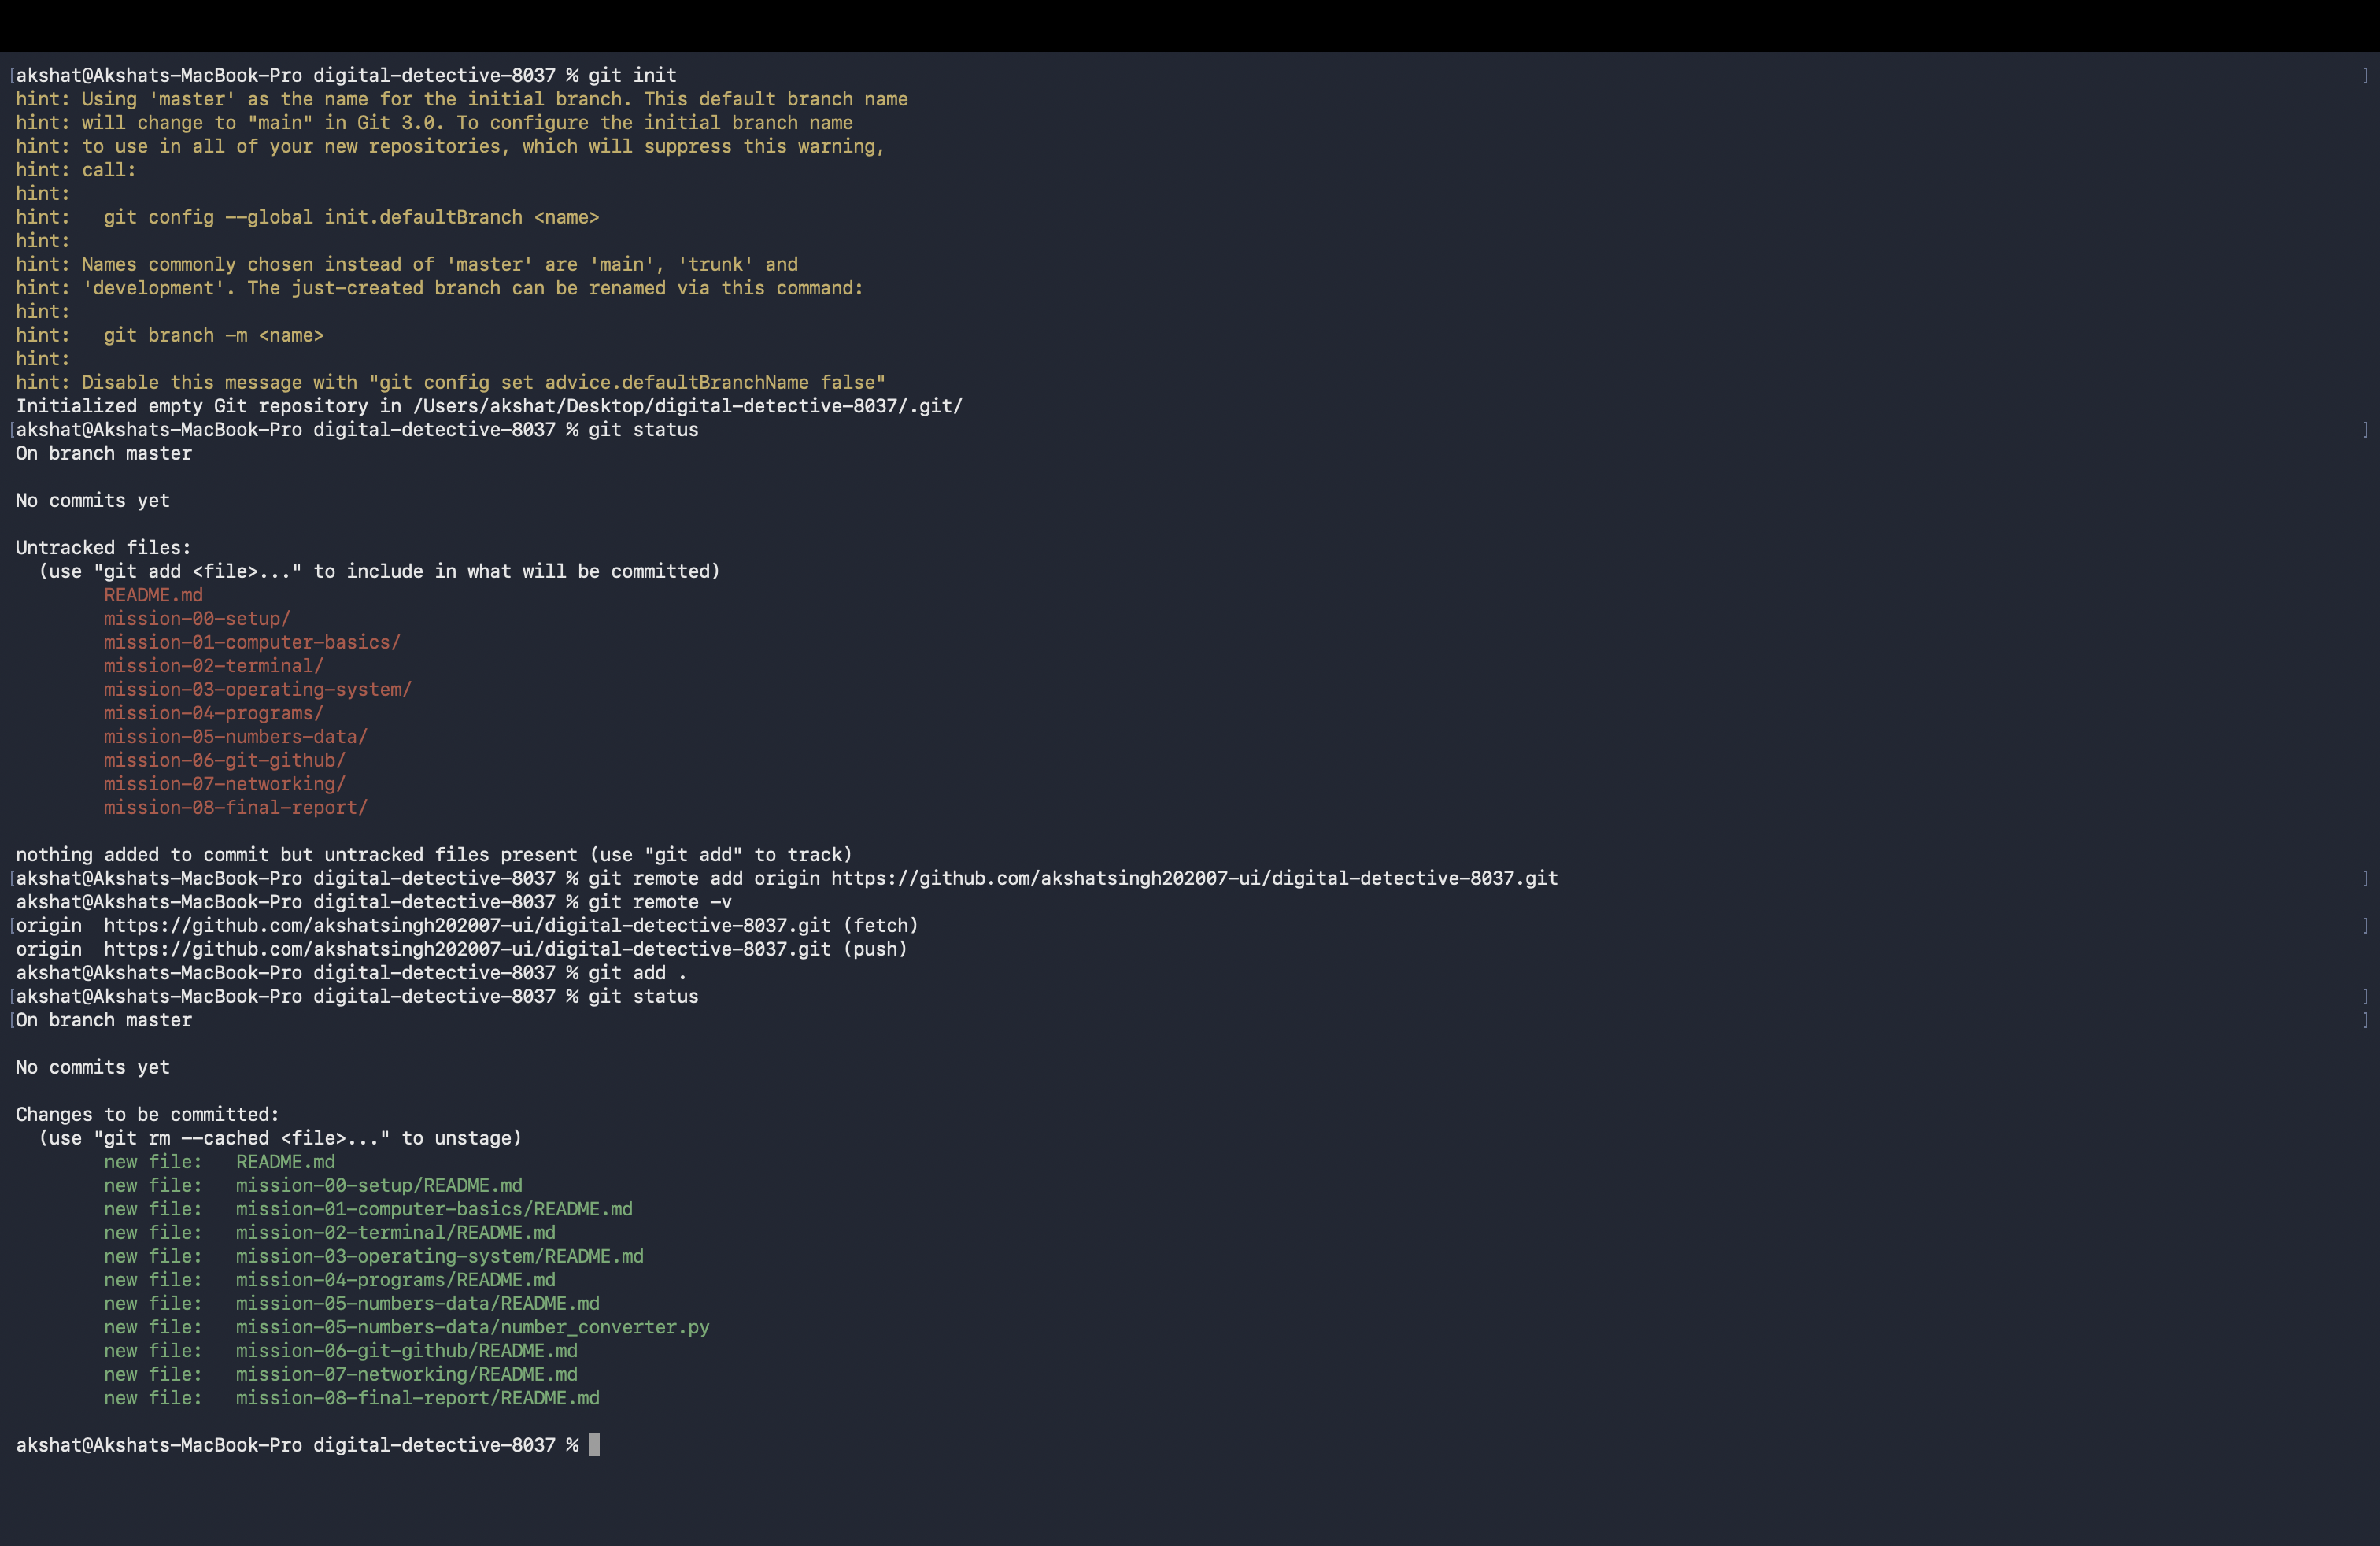 [akshat@Akshats-MacBook-Pro digital-detective-8037 % git init ]
hint: Using 'master' as the name for the initial branch. This default branch name
hint: will change to "main" in Git 3.0. To configure the initial branch name
hint: to use in all of your new repositories, which will suppress this warning,
hint: call:
hint:
hint:   git config --global init.defaultBranch <name>
hint:
hint: Names commonly chosen instead of 'master' are 'main', 'trunk' and
hint: 'development'. The just-created branch can be renamed via this command:
hint:
hint:   git branch -m <name>
hint:
hint: Disable this message with "git config set advice.defaultBranchName false"
Initialized empty Git repository in /Users/akshat/Desktop/digital-detective-8037/.git/
[akshat@Akshats-MacBook-Pro digital-detective-8037 % git status ]
On branch master
No commits yet
Untracked files:
  (use "git add <file>..." to include in what will be committed)
        README.md
        mission-00-setup/
        mission-01-computer-basics/
        mission-02-terminal/
        mission-03-operating-system/
        mission-04-programs/
        mission-05-numbers-data/
        mission-06-git-github/
        mission-07-networking/
        mission-08-final-report/
nothing added to commit but untracked files present (use "git add" to track)
[akshat@Akshats-MacBook-Pro digital-detective-8037 % git remote add origin https://github.com/akshatsingh202007-ui/digital-detective-8037.git ]
akshat@Akshats-MacBook-Pro digital-detective-8037 % git remote -v
[origin  https://github.com/akshatsingh202007-ui/digital-detective-8037.git (fetch) ]
origin  https://github.com/akshatsingh202007-ui/digital-detective-8037.git (push)
akshat@Akshats-MacBook-Pro digital-detective-8037 % git add .
[akshat@Akshats-MacBook-Pro digital-detective-8037 % git status ]
[On branch master ]
No commits yet
Changes to be committed:
  (use "git rm --cached <file>..." to unstage)
        new file:   README.md
        new file:   mission-00-setup/README.md
        new file:   mission-01-computer-basics/README.md
        new file:   mission-02-terminal/README.md
        new file:   mission-03-operating-system/README.md
        new file:   mission-04-programs/README.md
        new file:   mission-05-numbers-data/README.md
        new file:   mission-05-numbers-data/number_converter.py
        new file:   mission-06-git-github/README.md
        new file:   mission-07-networking/README.md
        new file:   mission-08-final-report/README.md
akshat@Akshats-MacBook-Pro digital-detective-8037 %